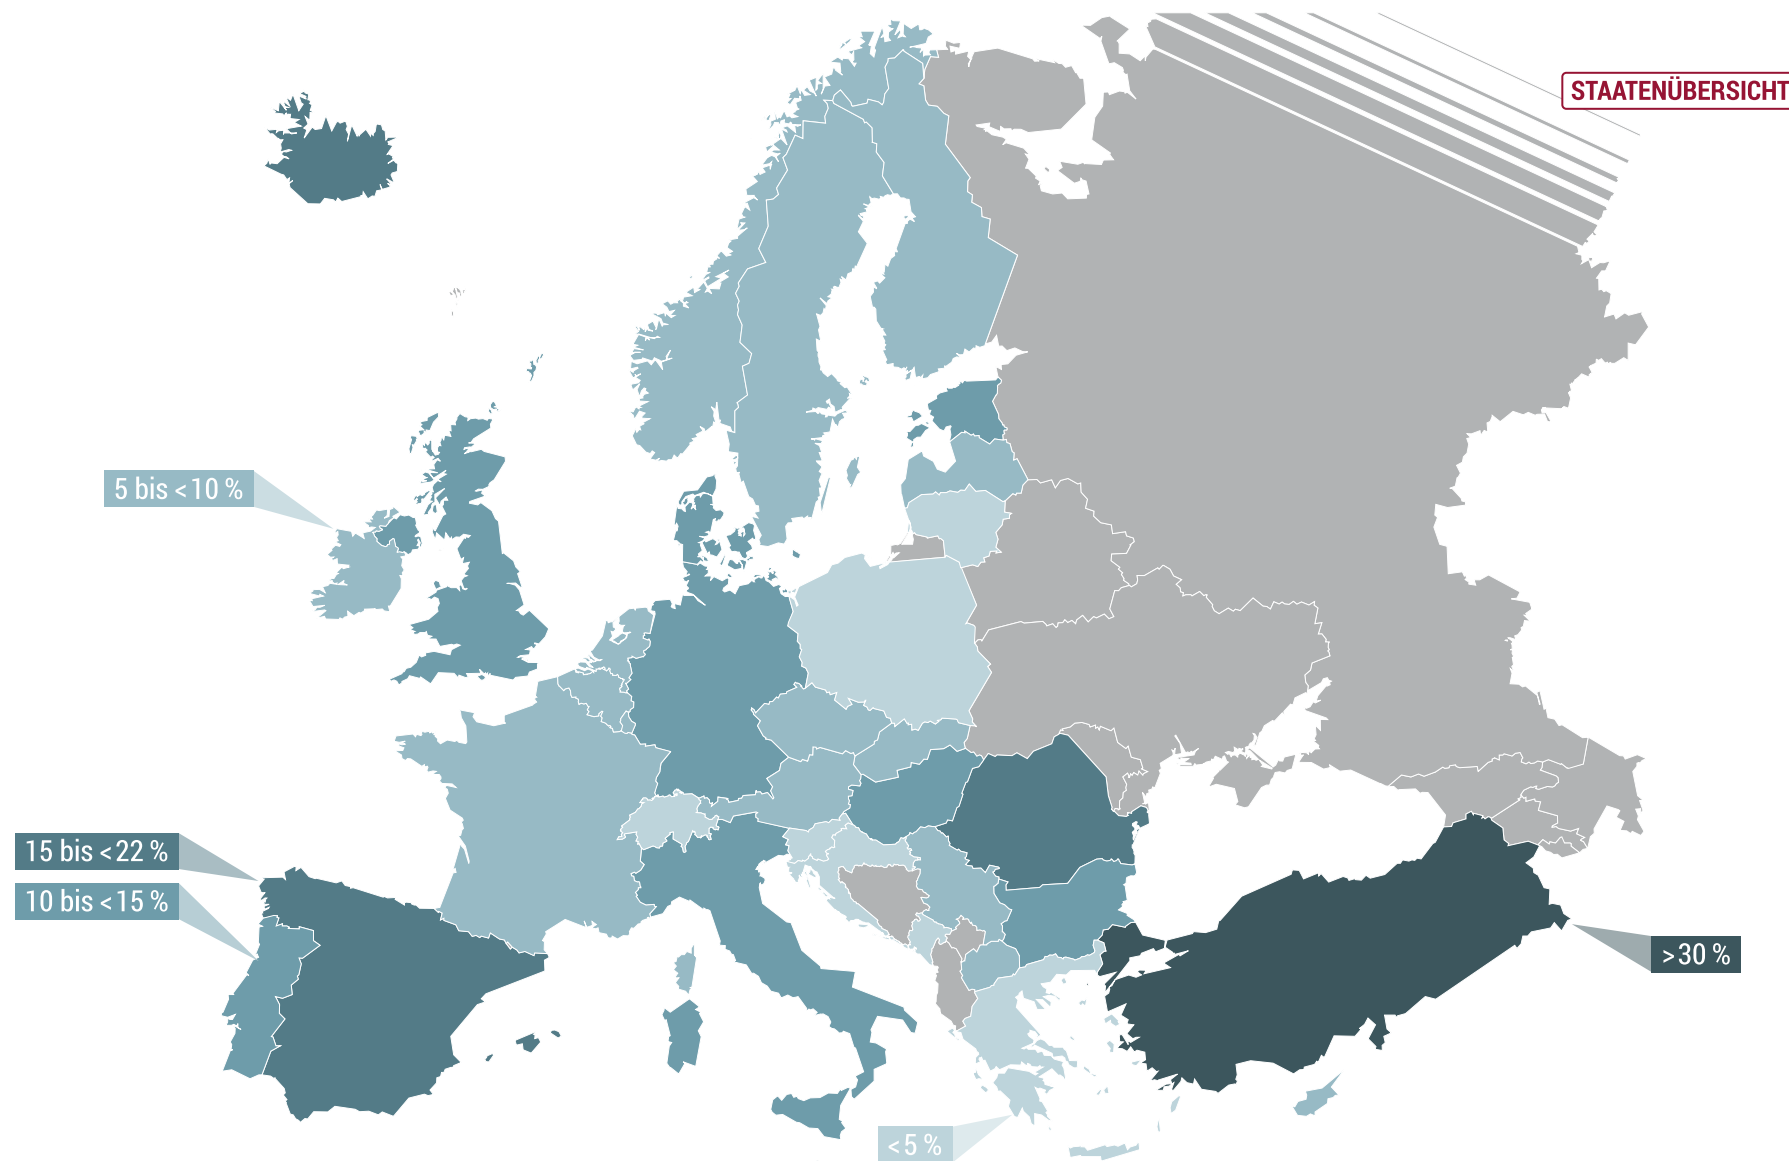 STAATENÜBERSICHT
5 bis <10 %
15 bis <22 %
10 bis <15 %
>30 %
<5 %